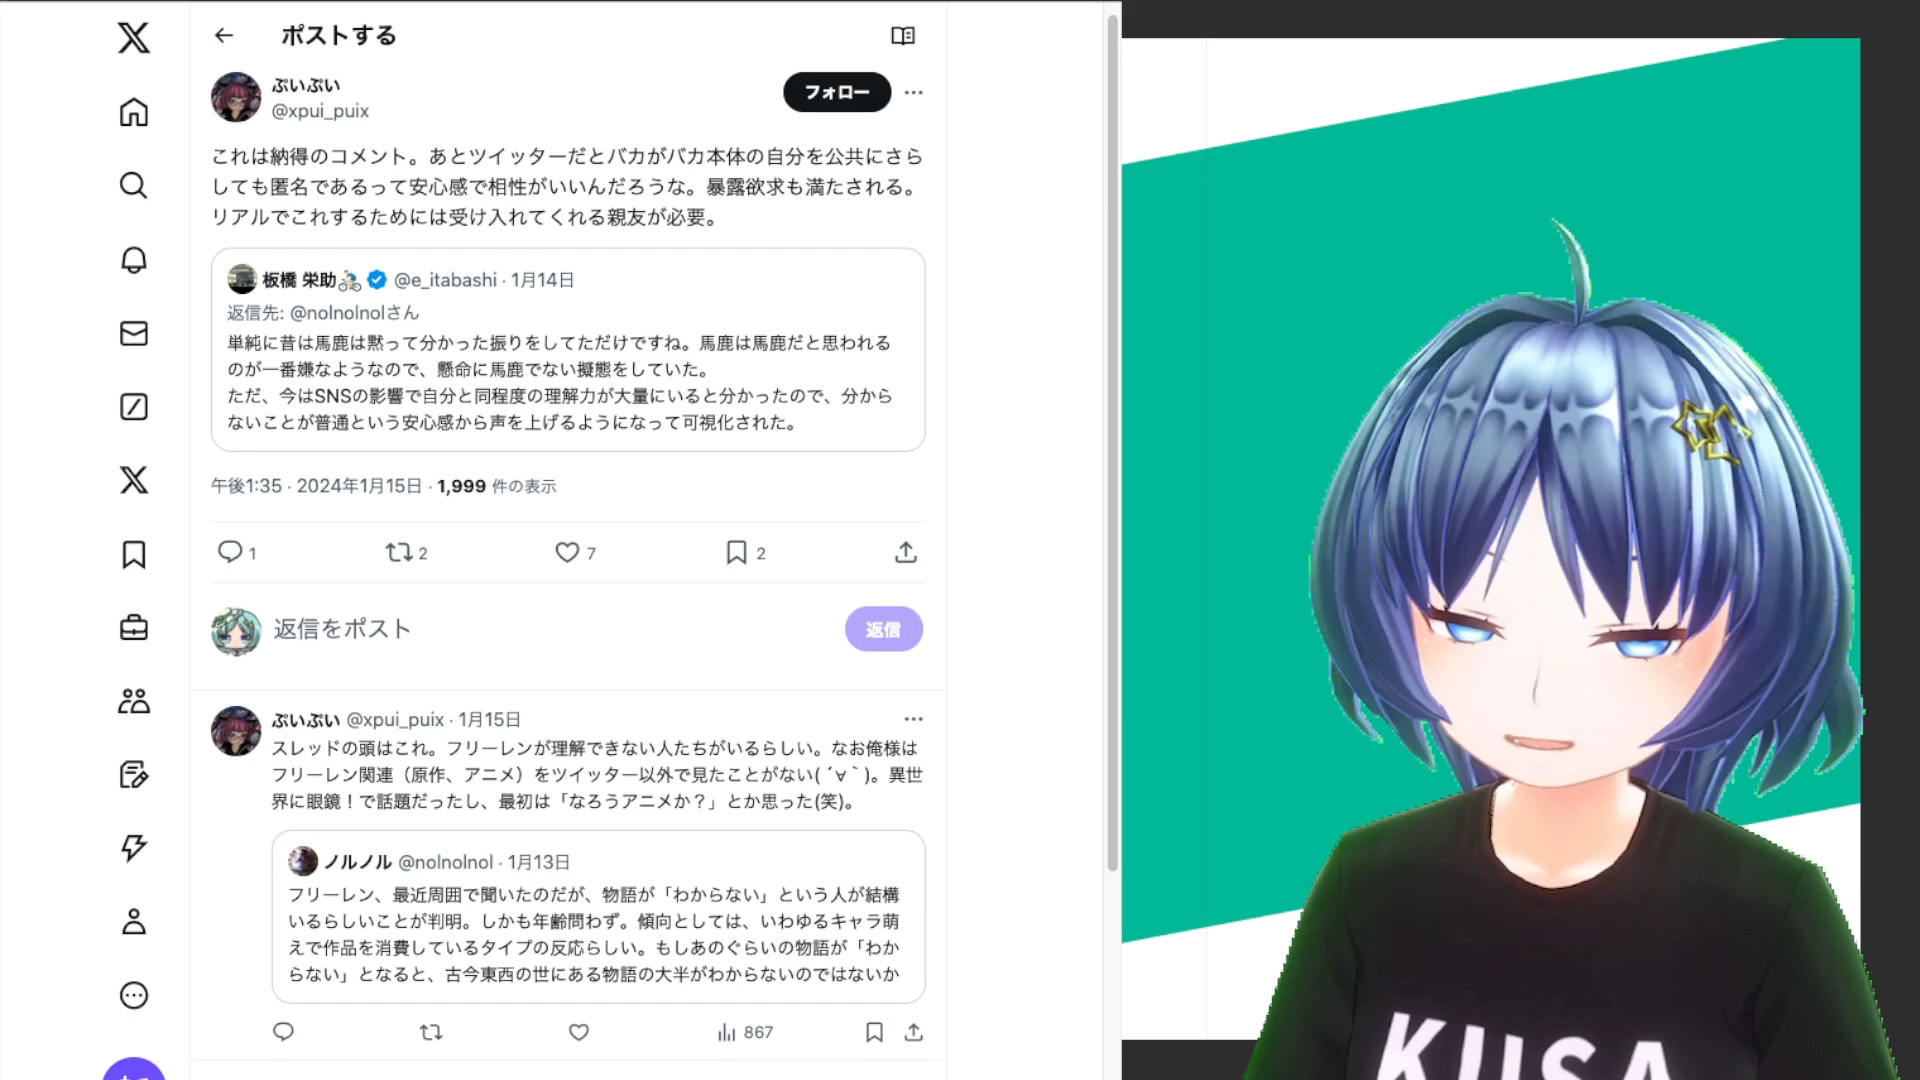 ポストする
ぷいぷい
@xpui_puix
フォロー
これは納得のコメント。あとツイッターだとバカがバカ本体の自分を公共にさら
しても匿名であるって安心感で相性がいいんだろうな。暴露欲求も満たされる。
リアルでこれするためには受け入れてくれる親友が必要。
板橋 栄助🚴 @e_itabashi · 1月14日
返信先: @nolnolnolさん
単純に昔は馬鹿は黙って分かった振りをしてただけですね。馬鹿は馬鹿だと思われる
のが一番嫌なようなので、懸命に馬鹿でない擬態をしていた。
ただ、今はSNSの影響で自分と同程度の理解力が大量にいると分かったので、分から
ないことが普通という安心感から声を上げるようになって可視化された。
午後1:35 · 2024年1月15日 · 1,999 件の表示
1 2 7 2
返信をポスト
返信
ぷいぷい @xpui_puix · 1月15日
スレッドの頭はこれ。フリーレンが理解できない人たちがいるらしい。なお俺様は
フリーレン関連（原作、アニメ）をツイッター以外で見たことがない( ´∀｀)。異世
界に眼鏡！で話題だったし、最初は「なろうアニメか？」とか思った(笑)。
ノルノル @nolnolnol · 1月13日
フリーレン、最近周囲で聞いたのだが、物語が「わからない」という人が結構
いるらしいことが判明。しかも年齢問わず。傾向としては、いわゆるキャラ萌
えで作品を消費しているタイプの反応らしい。もしあのぐらいの物語が「わか
らない」となると、古今東西の世にある物語の大半がわからないのではないか
867
KUSA